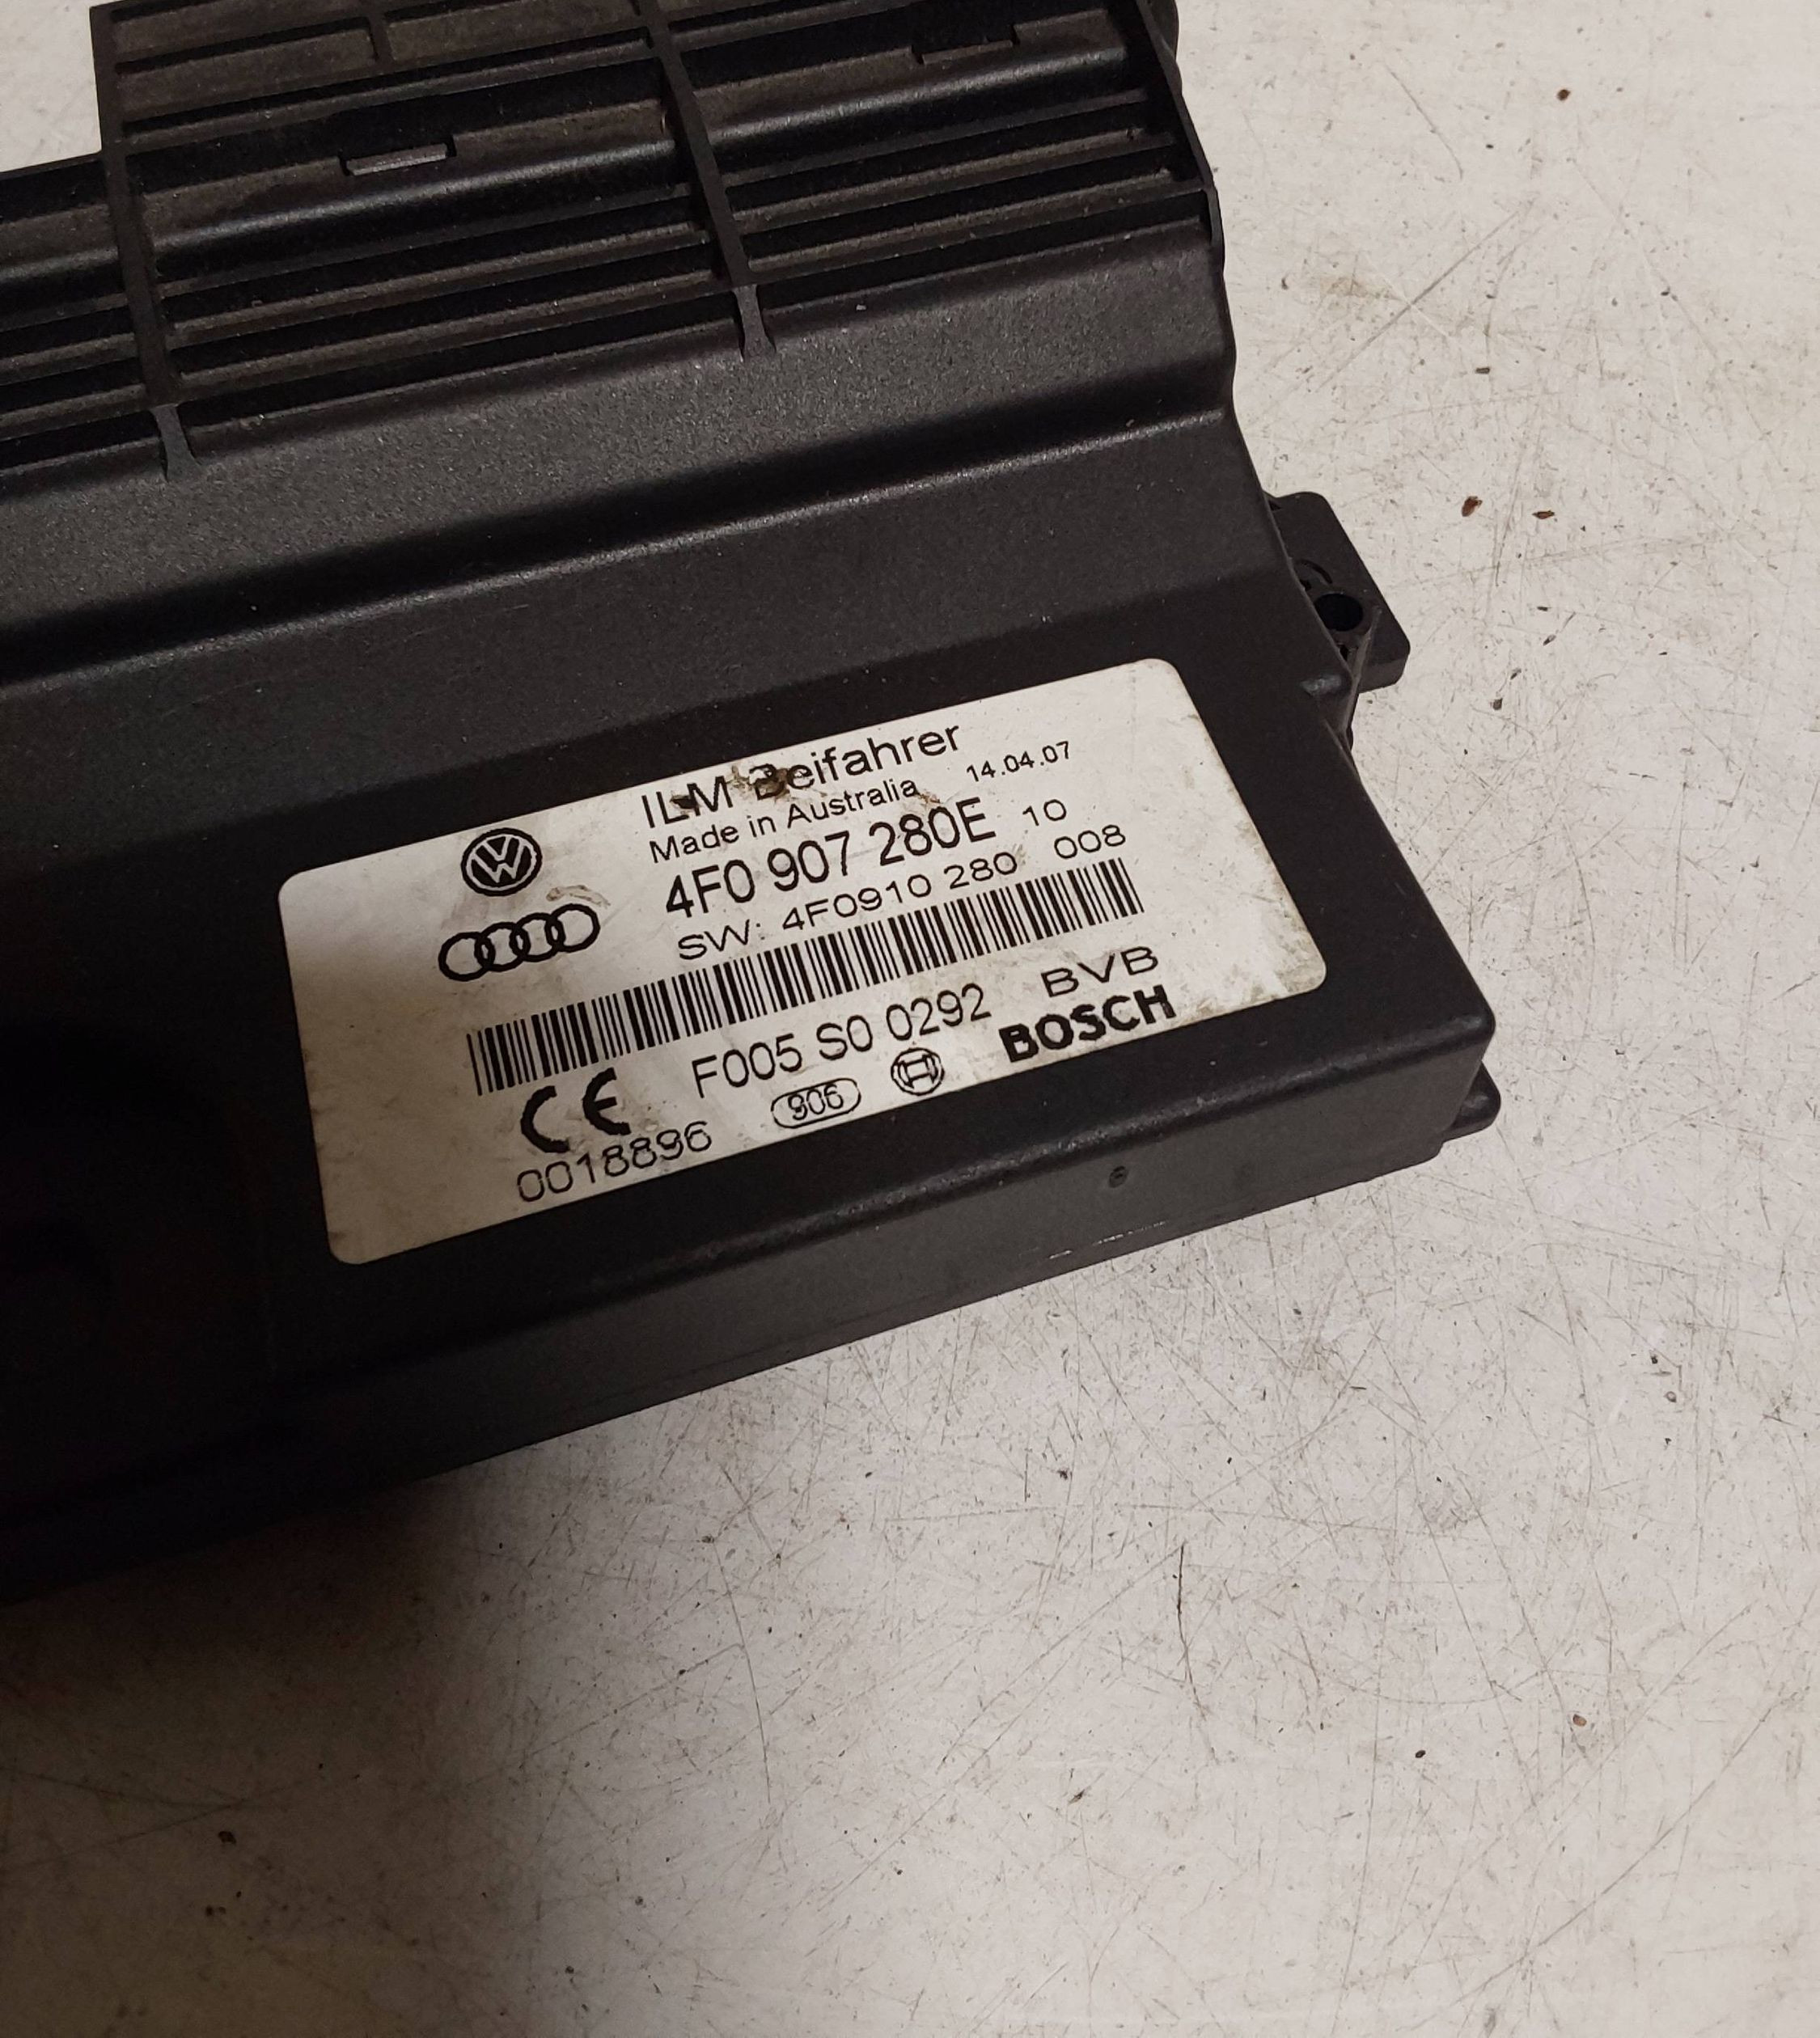 ILM Beifahrer
Made in Australia 14.04.07
4F0 907 280E 10
SW: 4F0910 280 008
F005 S0 0292 BVB
CE 906 BOSCH
0018896